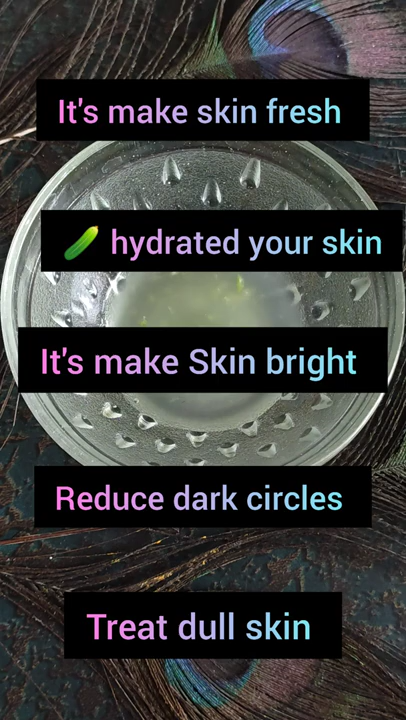 It's make skin fresh
🥒 hydrated your skin
It's make Skin bright
Reduce dark circles
Treat dull skin